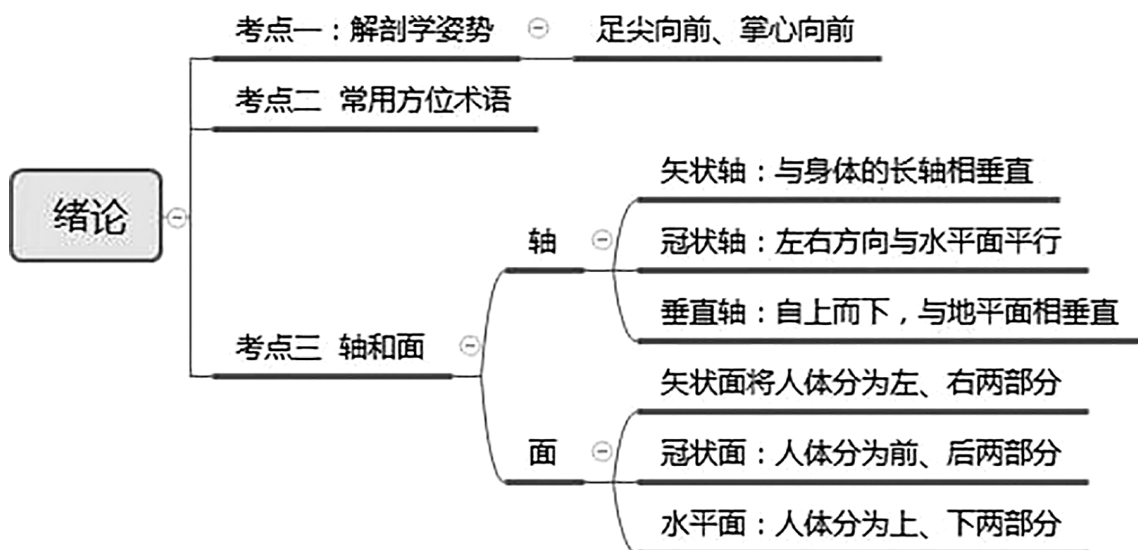 绪论
考点一：解剖学姿势
足尖向前、掌心向前
考点二 常用方位术语
考点三 轴和面
轴
矢状轴：与身体的长轴相垂直
冠状轴：左右方向与水平面平行
垂直轴：自上而下，与地平面相垂直
面
矢状面将人体分为左、右两部分
冠状面：人体分为前、后两部分
水平面：人体分为上、下两部分